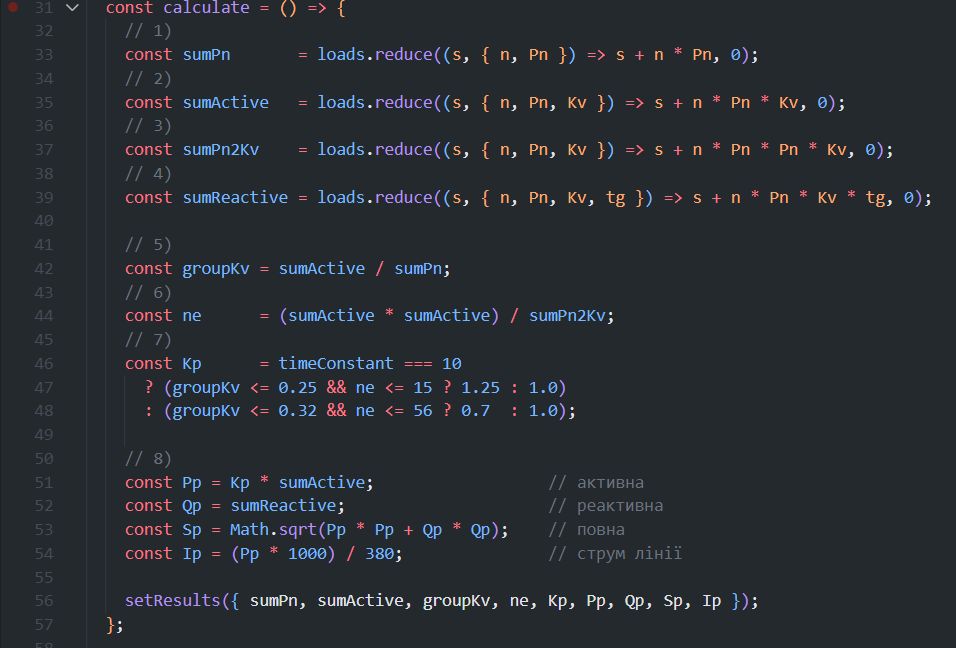 31 const calculate = () => {
32 // 1)
33 const sumPn = loads.reduce((s, { n, Pn }) => s + n * Pn, 0);
34 // 2)
35 const sumActive = loads.reduce((s, { n, Pn, Kv }) => s + n * Pn * Kv, 0);
36 // 3)
37 const sumPn2Kv = loads.reduce((s, { n, Pn, Kv }) => s + n * Pn * Pn * Kv, 0);
38 // 4)
39 const sumReactive = loads.reduce((s, { n, Pn, Kv, tg }) => s + n * Pn * Kv * tg, 0);
40
41 // 5)
42 const groupKv = sumActive / sumPn;
43 // 6)
44 const ne = (sumActive * sumActive) / sumPn2Kv;
45 // 7)
46 const Kp = timeConstant === 10
47 ? (groupKv <= 0.25 && ne <= 15 ? 1.25 : 1.0)
48 : (groupKv <= 0.32 && ne <= 56 ? 0.7 : 1.0);
49
50 // 8)
51 const Pp = Kp * sumActive; // активна
52 const Qp = sumReactive; // реактивна
53 const Sp = Math.sqrt(Pp * Pp + Qp * Qp); // повна
54 const Ip = (Pp * 1000) / 380; // струм лінії
55
56 setResults({ sumPn, sumActive, groupKv, ne, Kp, Pp, Qp, Sp, Ip });
57 };
58